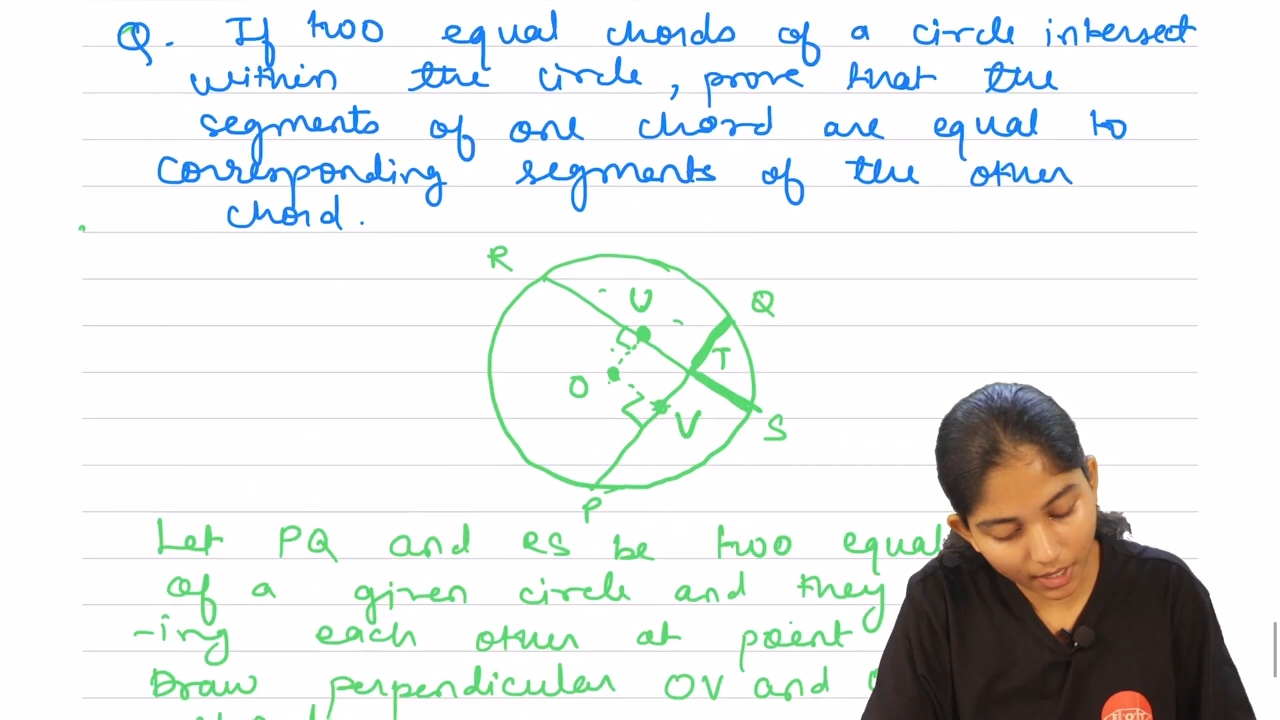 Q. If two equal chords of a circle intersect
within the circle, prove that the
segments of one chord are equal to
corresponding segments of the other
chord.
R
U
Q
T
O
V
S
P
Let PQ and RS be two equal
of a given circle and they
-ing each other at point
Draw perpendicular OV and